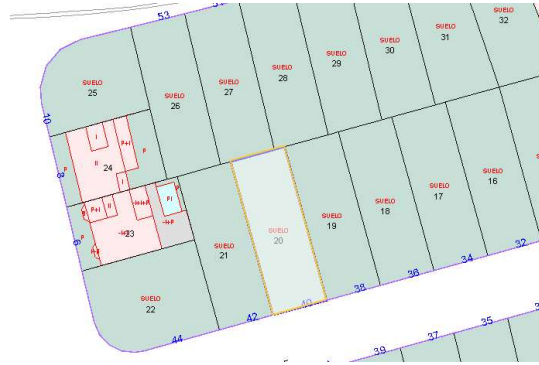 53
SUELO
32
SUELO
31
SUELO
30
SUELO
29
SUELO
28
SUELO
27
SUELO
26
SUELO
25
10
I
P+I
P
P
II
24
8
I
P
SUELO
16
SUELO
17
SUELO
18
SUELO
19
SUELO
20
SUELO
21
P+I
I
PI
P
-I+P
23
P
6
SUELO
22
44
42
40
38
36
34
32
39
37
35